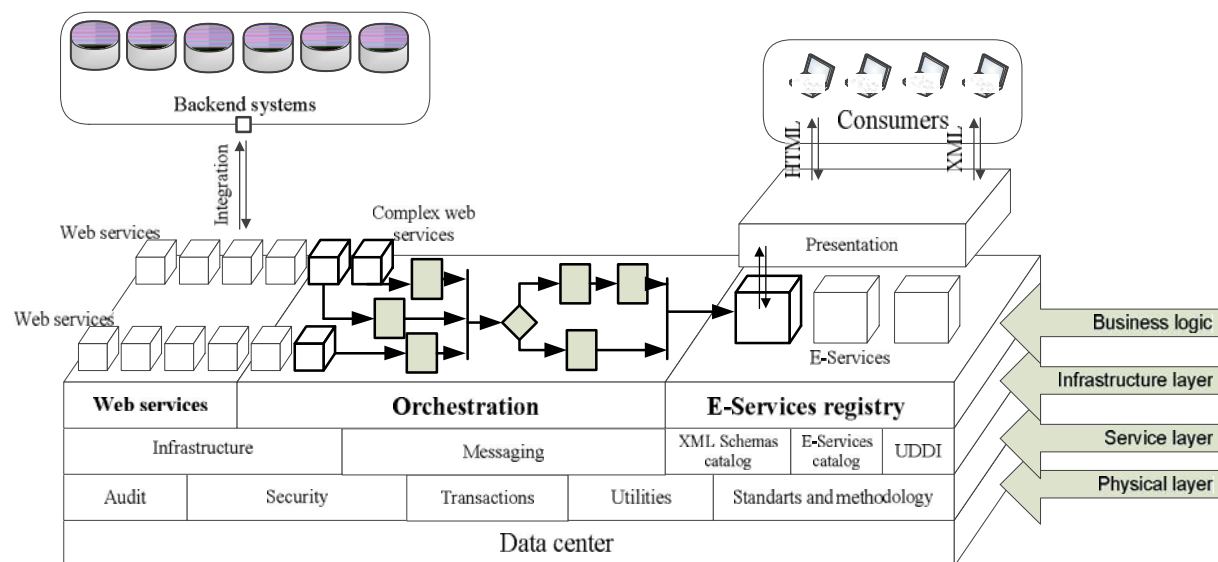 Backend systems
Consumers
HTML
XML
Integration
Complex web
services
Web services
Presentation
Web services
E-Services
Business logic
Infrastructure layer
Service layer
Physical layer
Web services
Orchestration
E-Services registry
Infrastructure
Messaging
XML Schemas
catalog
E-Services
catalog
UDDI
Audit
Security
Transactions
Utilities
Standarts and methodology
Data center